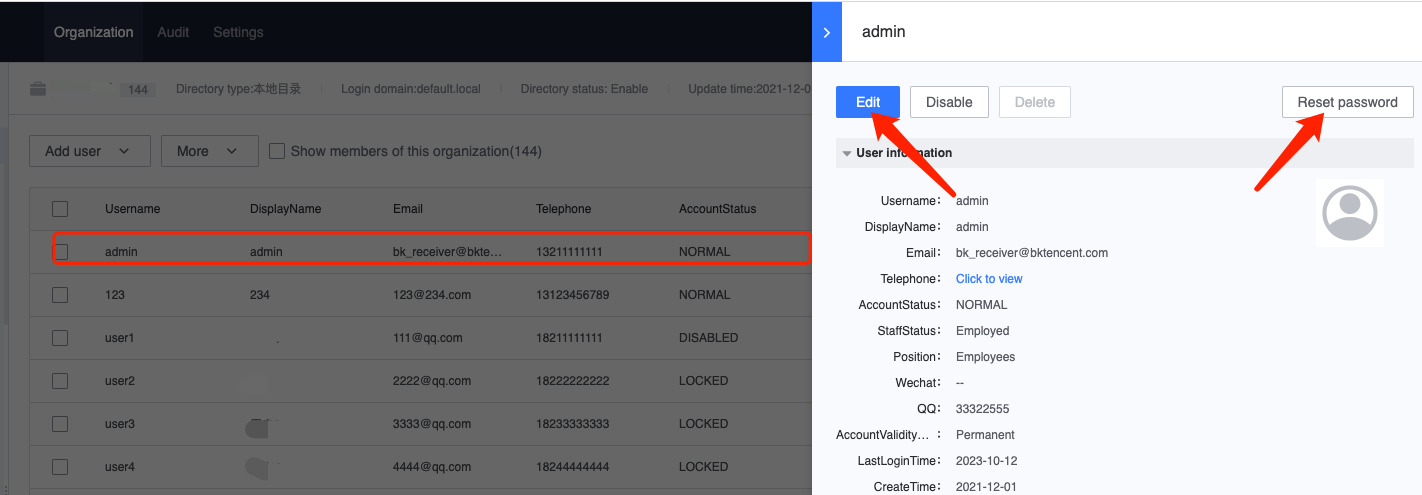 Organization Audit Settings
144 Directory type:本地目录 Login domain:default.local Directory status: Enable Update time:2021-12-0
Add user More Show members of this organization(144)
Username DisplayName Email Telephone AccountStatus
admin admin bk_receiver@bkte... 13211111111 NORMAL
123 234 123@234.com 13123456789 NORMAL
user1 111@qq.com 18211111111 DISABLED
user2 2222@qq.com 18222222222 LOCKED
user3 3333@qq.com 18233333333 LOCKED
user4 4444@qq.com 18244444444 LOCKED
admin
Edit Disable Delete Reset password
User information
Username： admin
DisplayName： admin
Email： bk_receiver@bktencent.com
Telephone： Click to view
AccountStatus： NORMAL
StaffStatus： Employed
Position： Employees
Wechat： --
QQ： 33322555
AccountValidity... ： Permanent
LastLoginTime： 2023-10-12
CreateTime： 2021-12-01